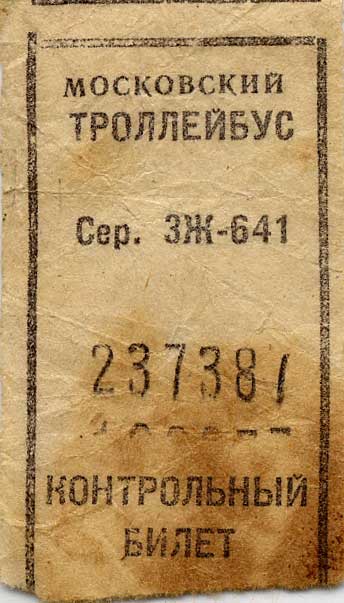 МОСКОВСКИЙ
ТРОЛЛЕЙБУС
Сер. ЗЖ-641
237381
КОНТРОЛЬНЫЙ
БИЛЕТ